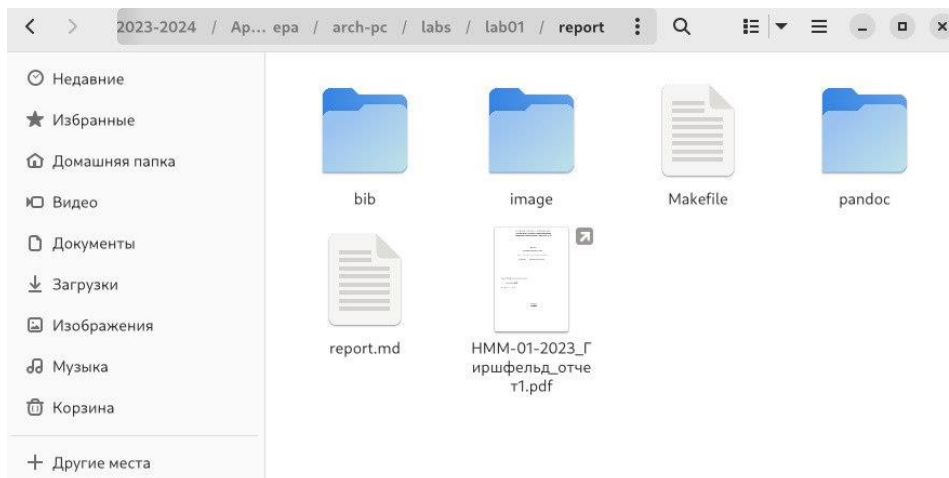 2023-2024 / Ap... ера / arch-pc / labs / lab01 / report
Недавние
Избранные
Домашняя папка
Видео
Документы
Загрузки
Изображения
Музыка
Корзина
Другие места
bib
image
Makefile
pandoc
report.md
НММ-01-2023_Г
иршфельд_отче
т1.pdf